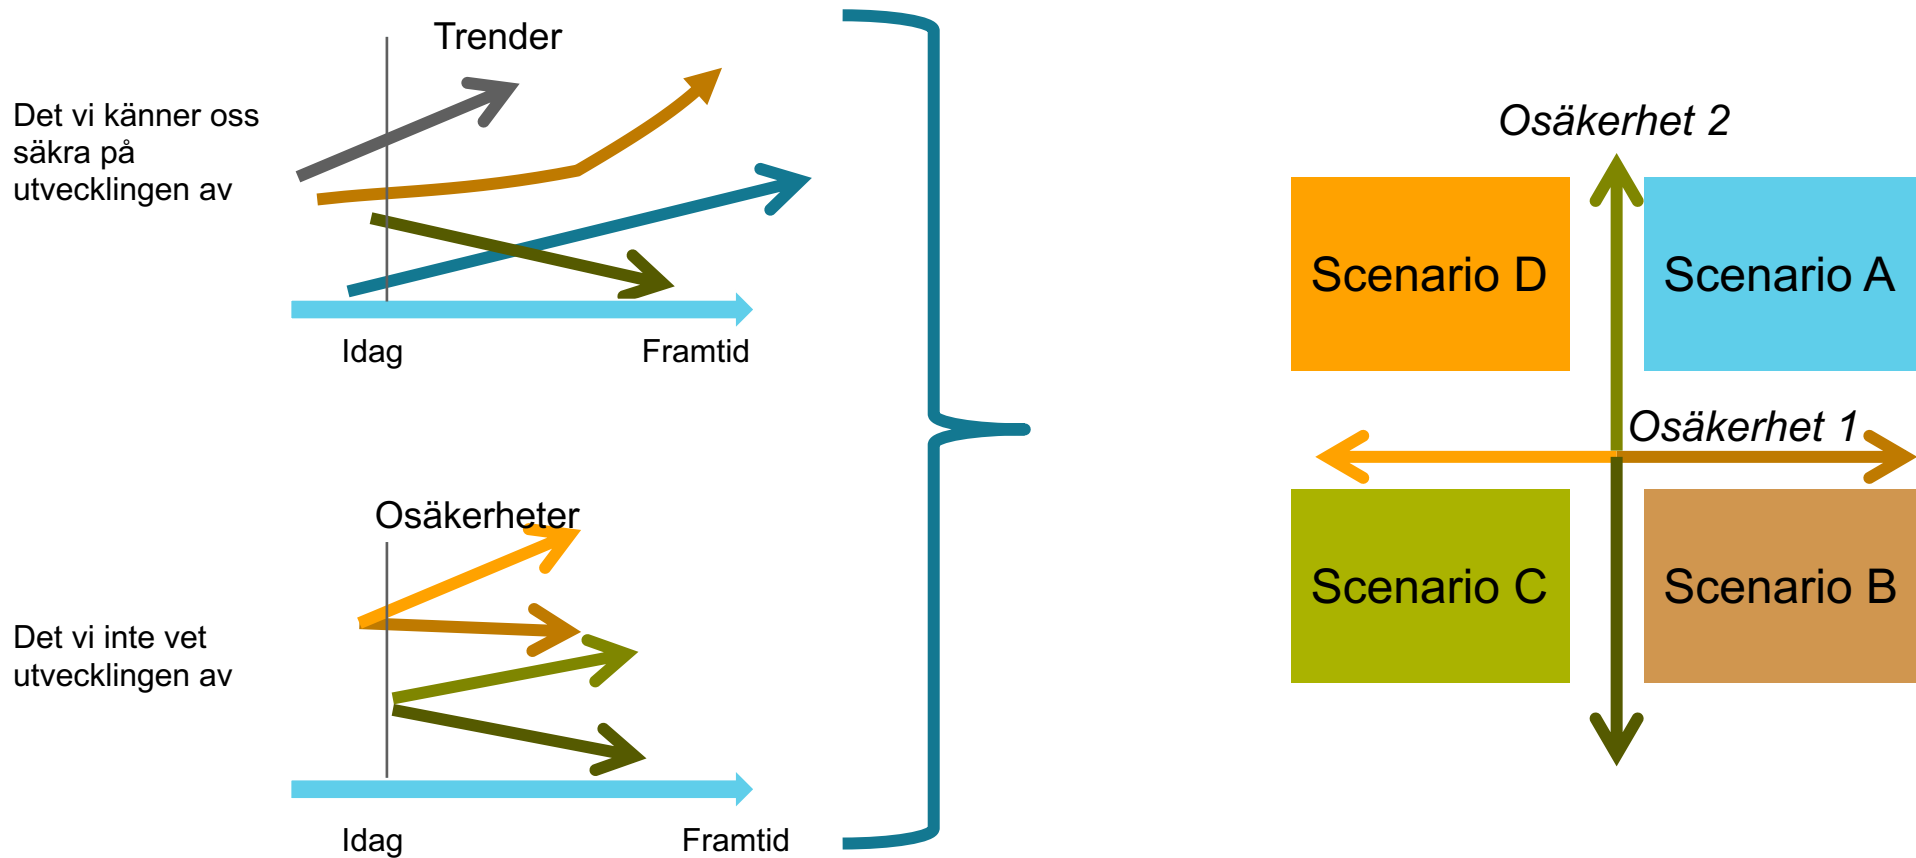 Trender
Det vi känner oss
säkra på
utvecklingen av
Idag
Framtid
Osäkerheter
Det vi inte vet
utvecklingen av
Idag
Framtid
Osäkerhet 2
Scenario D
Scenario A
Osäkerhet 1
Scenario C
Scenario B